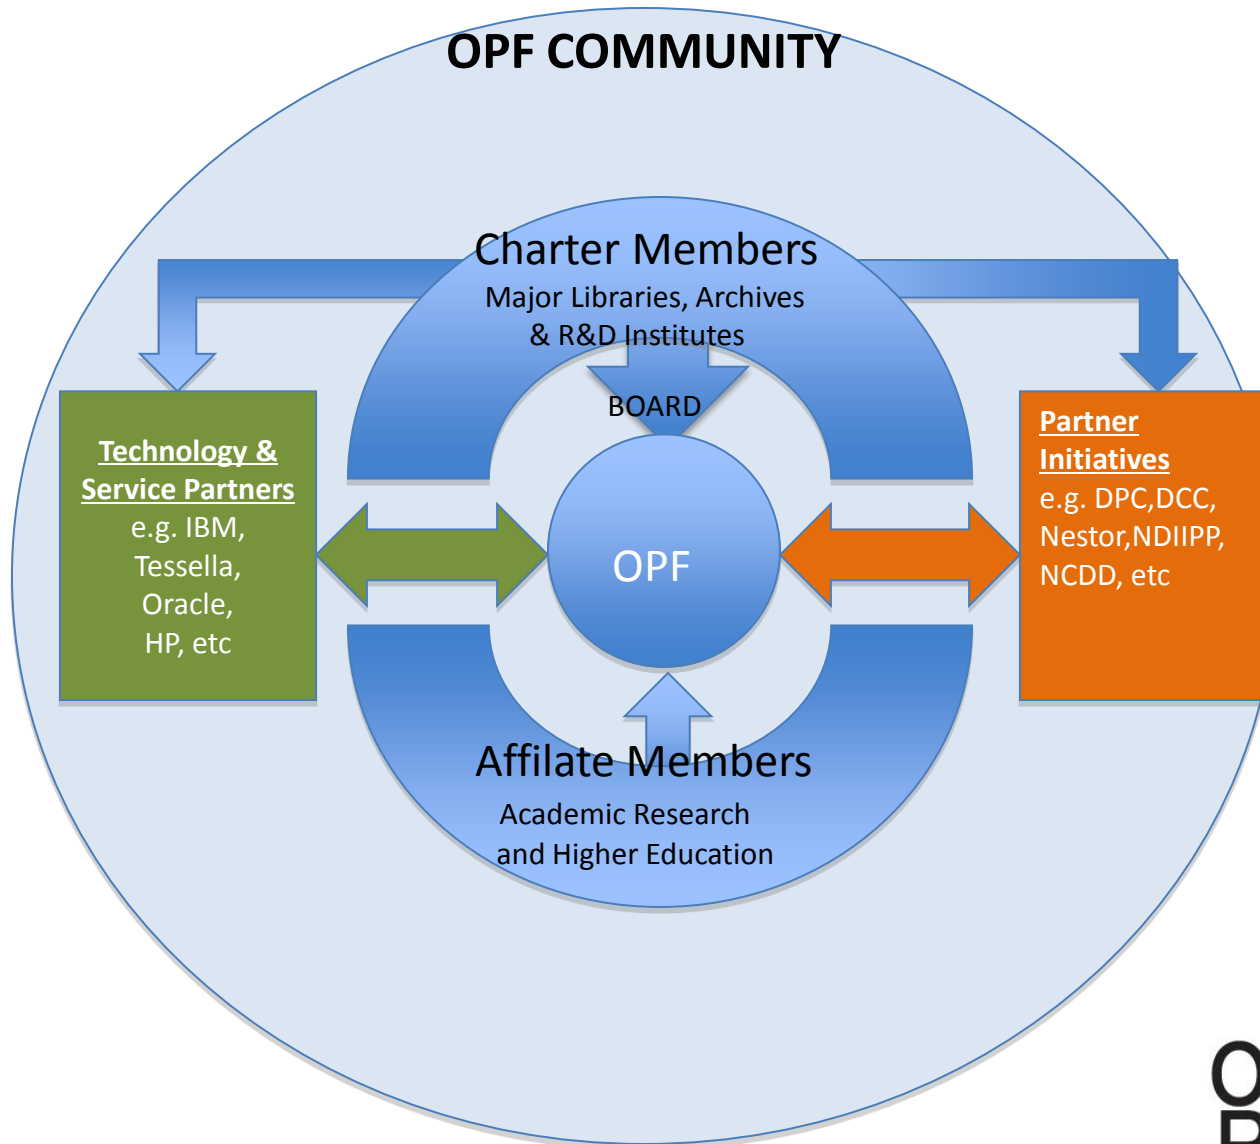 OPF COMMUNITY
Charter Members
Major Libraries, Archives
& R&D Institutes
BOARD
Technology &
Service Partners
e.g. IBM,
Tessella,
Oracle,
HP, etc
OPF
Partner
Initiatives
e.g. DPC,DCC,
Nestor,NDIIPP,
NCDD, etc
Affilate Members
Academic Research
and Higher Education
O